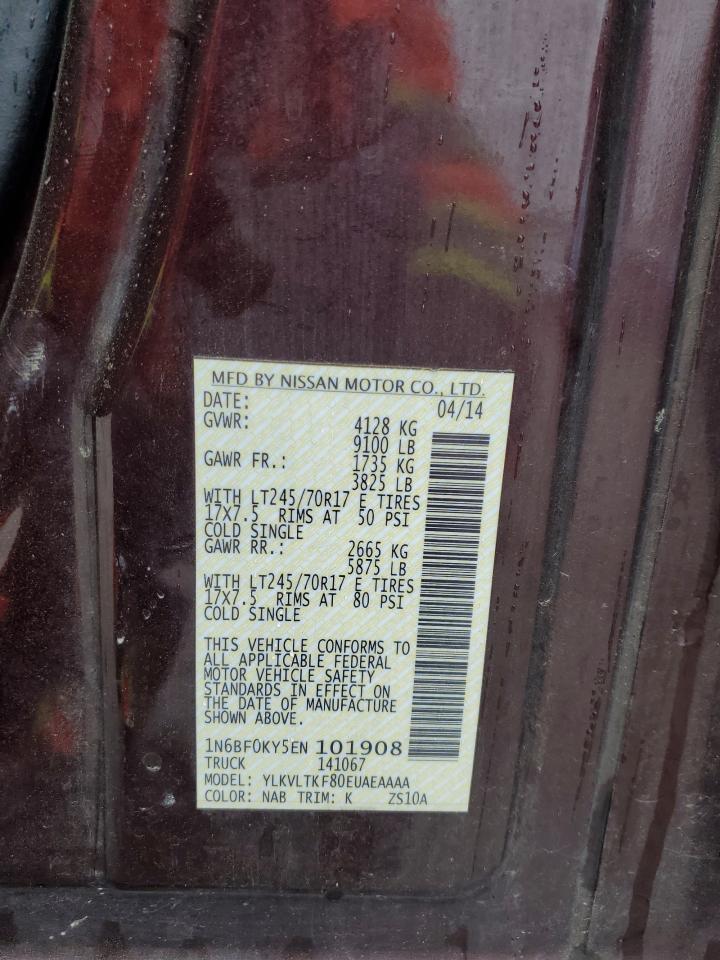 MFD BY NISSAN MOTOR CO., LTD.
DATE: 04/14
GVWR: 4128 KG
9100 LB
GAWR FR.: 1735 KG
3825 LB
WITH LT245/70R17 E TIRES
17X7.5 RIMS AT 50 PSI
COLD SINGLE
GAWR RR.: 2665 KG
5875 LB
WITH LT245/70R17 E TIRES
17X7.5 RIMS AT 80 PSI
COLD SINGLE
THIS VEHICLE CONFORMS TO
ALL APPLICABLE FEDERAL
MOTOR VEHICLE SAFETY
STANDARDS IN EFFECT ON
THE DATE OF MANUFACTURE
SHOWN ABOVE.
1N6BF0KY5EN 101908
TRUCK 141067
MODEL: YLKVLTKF80EUAEAAAA
COLOR: NAB TRIM: K ZS10A